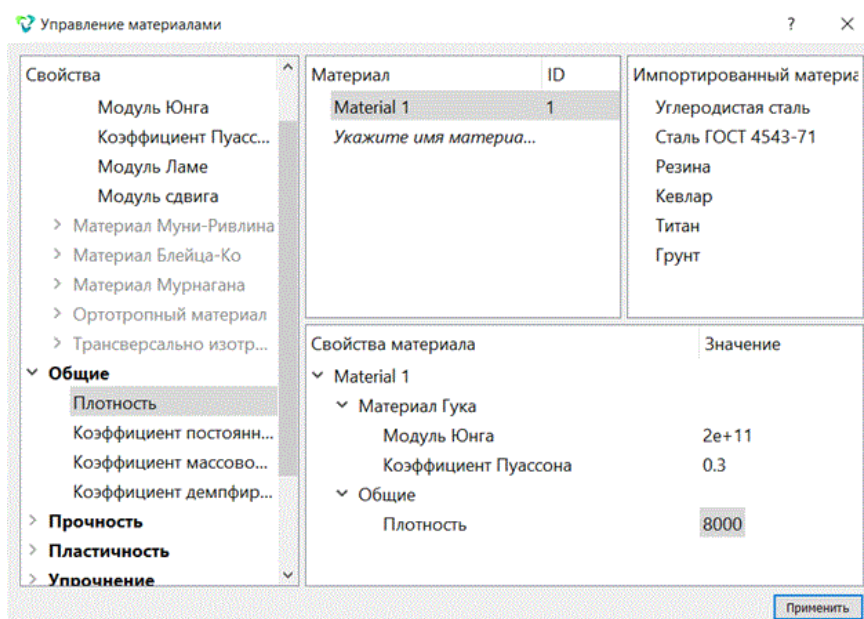 Управление материалами
?
Свойства
Модуль Юнга
Коэффициент Пуасс...
Модуль Ламе
Модуль сдвига
Материал Муни-Ривлина
Материал Блейца-Ко
Материал Мурнагана
Ортотропный материал
Трансверсально изотр...
Общие
Плотность
Коэффициент постоянн...
Коэффициент массово...
Коэффициент демпфир...
Прочность
Пластичность
Упрочнение
Материал ID
Material 1 1
Укажите имя материа...
Импортированный материа
Углеродистая сталь
Сталь ГОСТ 4543-71
Резина
Кевлар
Титан
Грунт
Свойства материала Значение
Material 1
Материал Гука
Модуль Юнга 2e+11
Коэффициент Пуассона 0.3
Общие
Плотность 8000
Применить